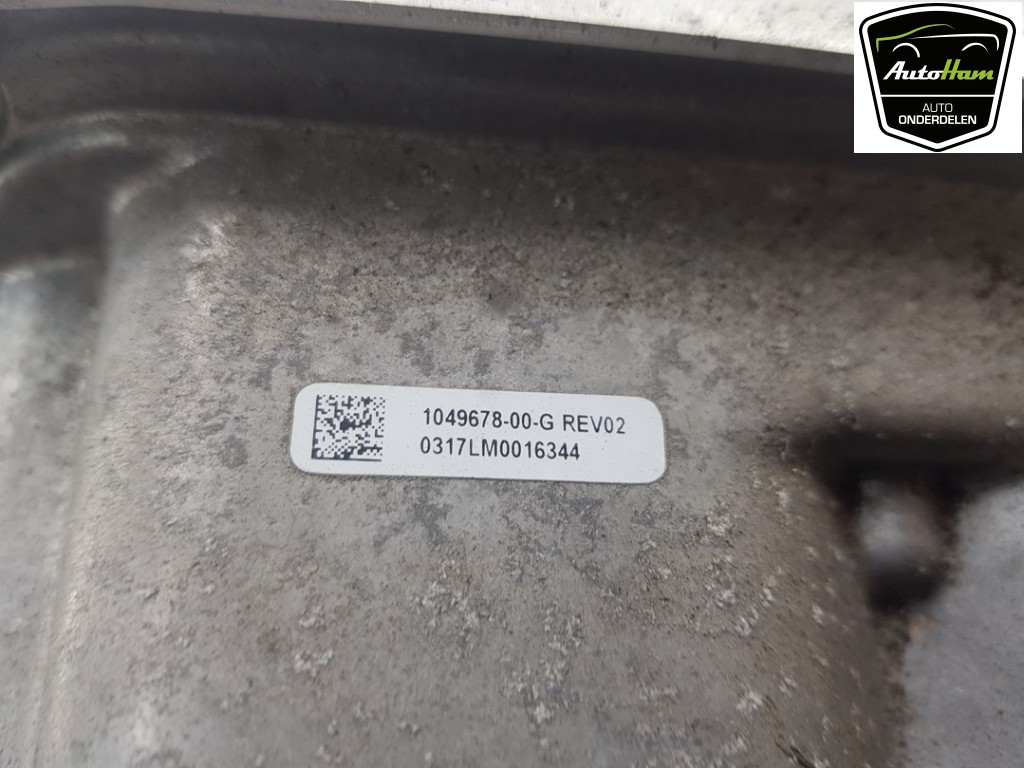 AutoHam
AUTO
ONDERDELEN
1049678-00-G REV02
0317LM0016344